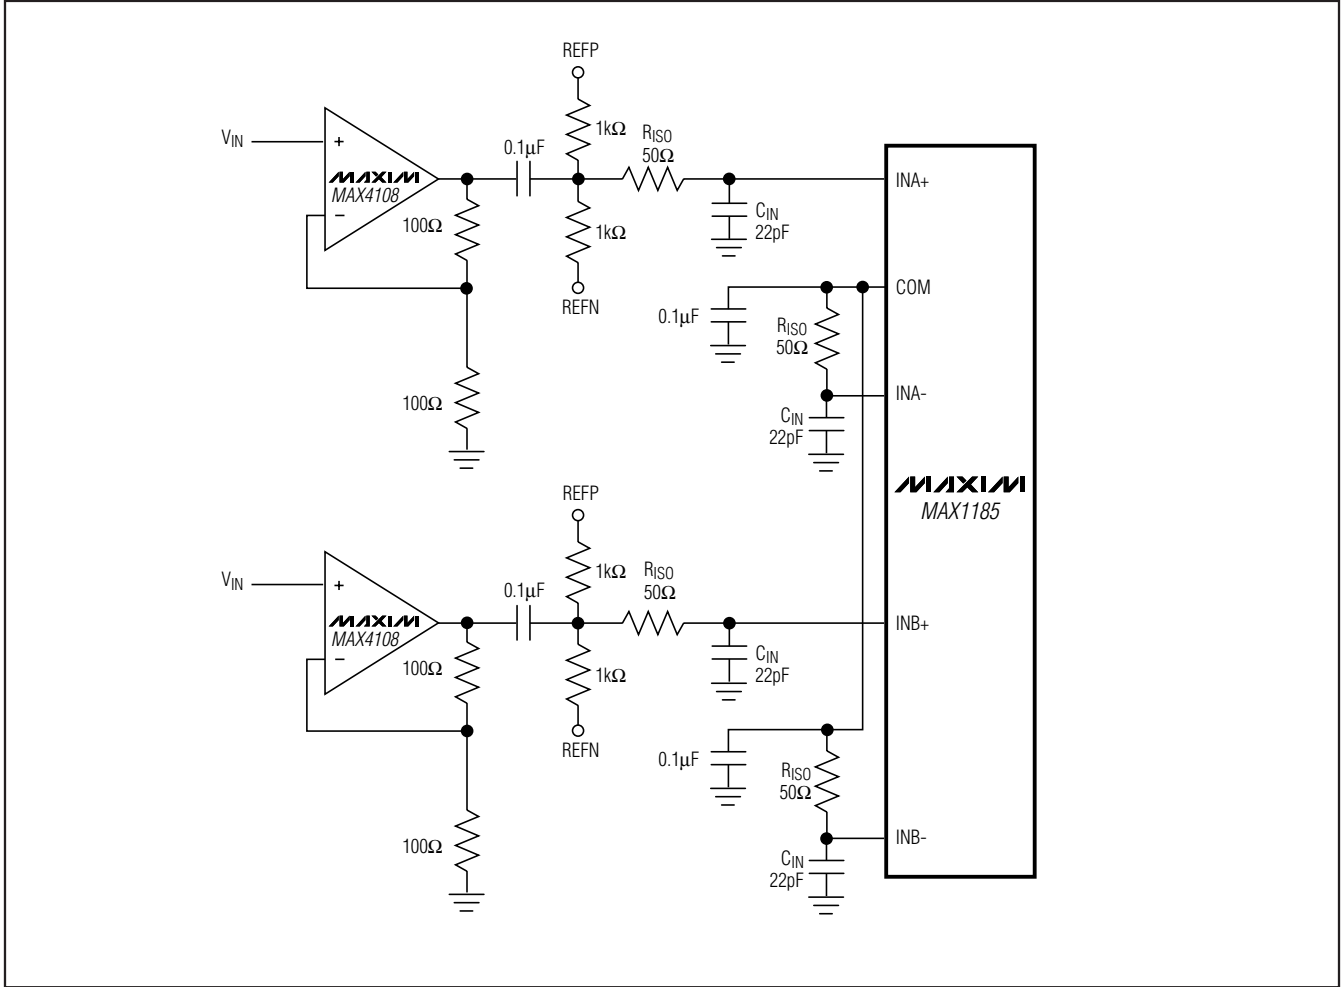 REFP
VIN
+
MAXIM
MAX4108
−
0.1µF
1kΩ
RISO
50Ω
INA+
100Ω
1kΩ
CIN
22pF
REFN
COM
0.1µF
RISO
50Ω
100Ω
INA-
CIN
22pF
MAXIM
MAX1185
REFP
VIN
+
MAXIM
MAX4108
−
0.1µF
1kΩ
RISO
50Ω
INB+
100Ω
1kΩ
CIN
22pF
REFN
0.1µF
RISO
50Ω
100Ω
INB-
CIN
22pF